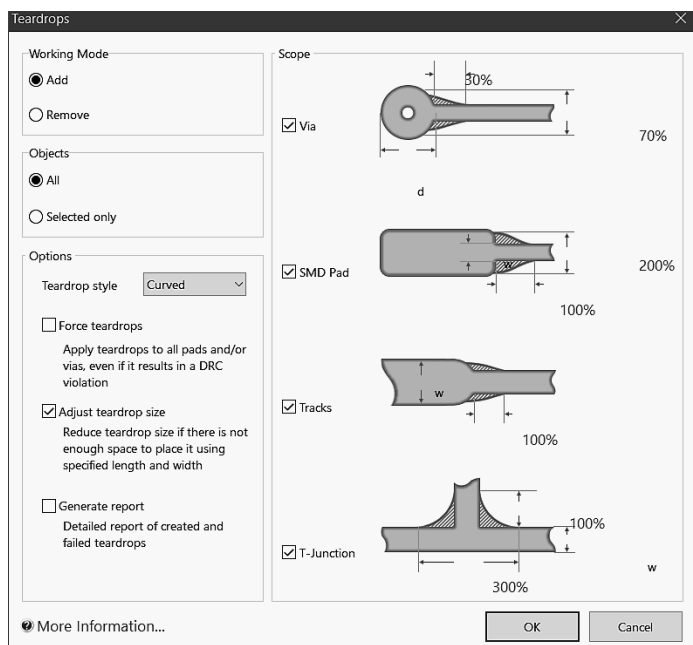 Teardrops
Working Mode
Add
Remove
Objects
All
Selected only
Options
Teardrop style
Curved
Force teardrops
Apply teardrops to all pads and/or
vias, even if it results in a DRC
violation
Adjust teardrop size
Reduce teardrop size if there is not
enough space to place it using
specified length and width
Generate report
Detailed report of created and
failed teardrops
Scope
30%
Via
70%
d
SMD Pad
w
200%
100%
Tracks
w
100%
T-Junction
100%
w
300%
More Information...
OK
Cancel